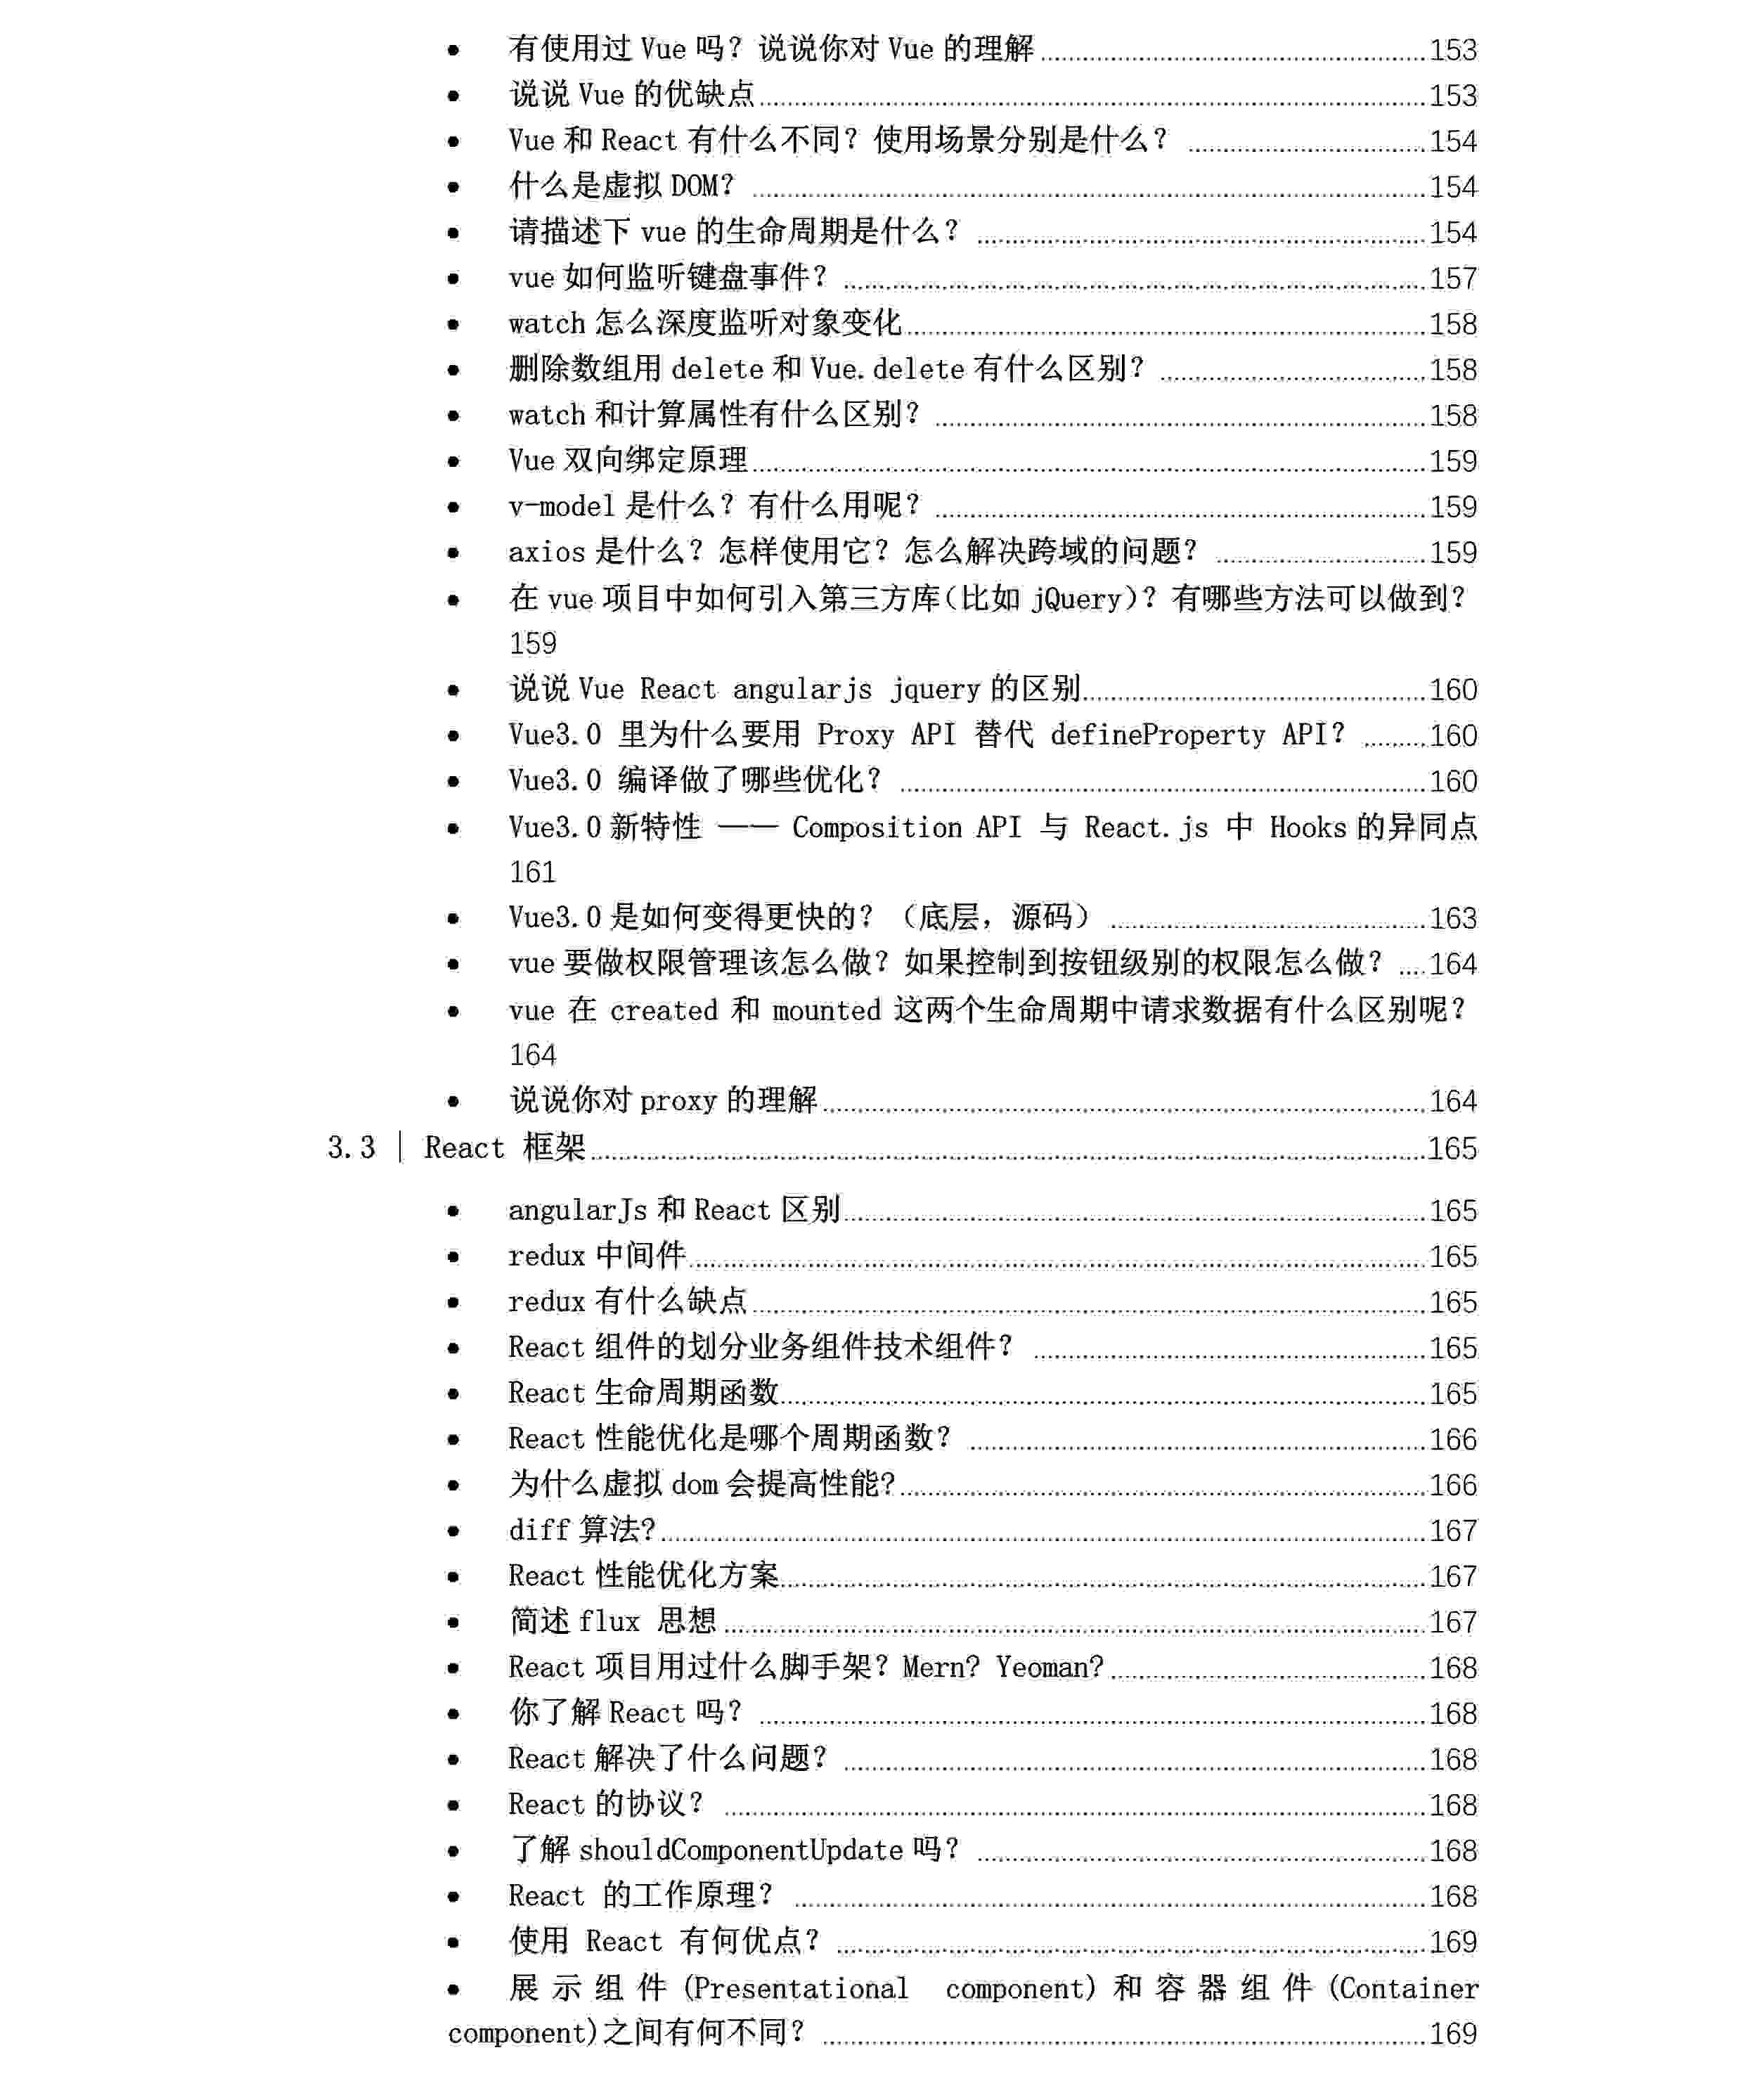 • 有使用过 Vue 吗？说说你对 Vue 的理解........153
• 说说 Vue 的优缺点........153
• Vue 和 React 有什么不同？使用场景分别是什么？........154
• 什么是虚拟 DOM？........154
• 请描述下 vue 的生命周期是什么？........154
• vue 如何监听键盘事件？........157
• watch 怎么深度监听对象变化........158
• 删除数组用 delete 和 Vue.delete 有什么区别？........158
• watch 和计算属性有什么区别？........158
• Vue 双向绑定原理........159
• v-model 是什么？有什么用呢？........159
• axios 是什么？怎样使用它？怎么解决跨域的问题？........159
• 在 vue 项目中如何引入第三方库(比如 jQuery)？有哪些方法可以做到？
159
• 说说 Vue React angularjs jquery 的区别........160
• Vue3.0 里为什么要用 Proxy API 替代 defineProperty API？........160
• Vue3.0 编译做了哪些优化？........160
• Vue3.0 新特性 —— Composition API 与 React.js 中 Hooks 的异同点
161
• Vue3.0 是如何变得更快的？（底层，源码）........163
• vue 要做权限管理该怎么做？如果控制到按钮级别的权限怎么做？....164
• vue 在 created 和 mounted 这两个生命周期中请求数据有什么区别呢？
164
• 说说你对 proxy 的理解........164
3.3 | React 框架........165
• angularJs 和 React 区别........165
• redux 中间件........165
• redux 有什么缺点........165
• React 组件的划分业务组件技术组件？........165
• React 生命周期函数........165
• React 性能优化是哪个周期函数？........166
• 为什么虚拟 dom 会提高性能?........166
• diff 算法?........167
• React 性能优化方案........167
• 简述 flux 思想........167
• React 项目用过什么脚手架？Mern? Yeoman?........168
• 你了解 React 吗？........168
• React 解决了什么问题？........168
• React 的协议？........168
• 了解 shouldComponentUpdate 吗？........168
• React 的工作原理？........168
• 使用 React 有何优点？........169
• 展示组件(Presentational component)和容器组件(Container
component)之间有何不同？........169